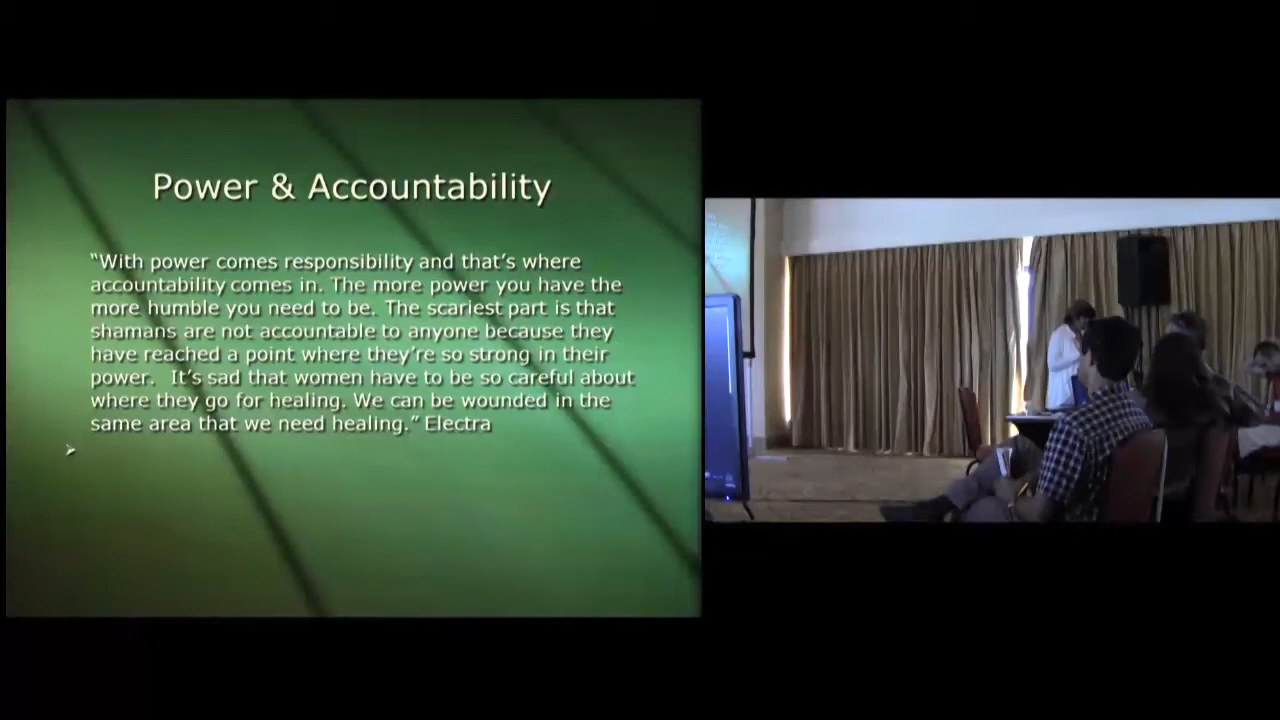 Power & Accountability
“With power comes responsibility and that’s where
accountability comes in. The more power you have the
more humble you need to be. The scariest part is that
shamans are not accountable to anyone because they
have reached a point where they’re so strong in their
power.  It’s sad that women have to be so careful about
where they go for healing. We can be wounded in the
same area that we need healing.” Electra